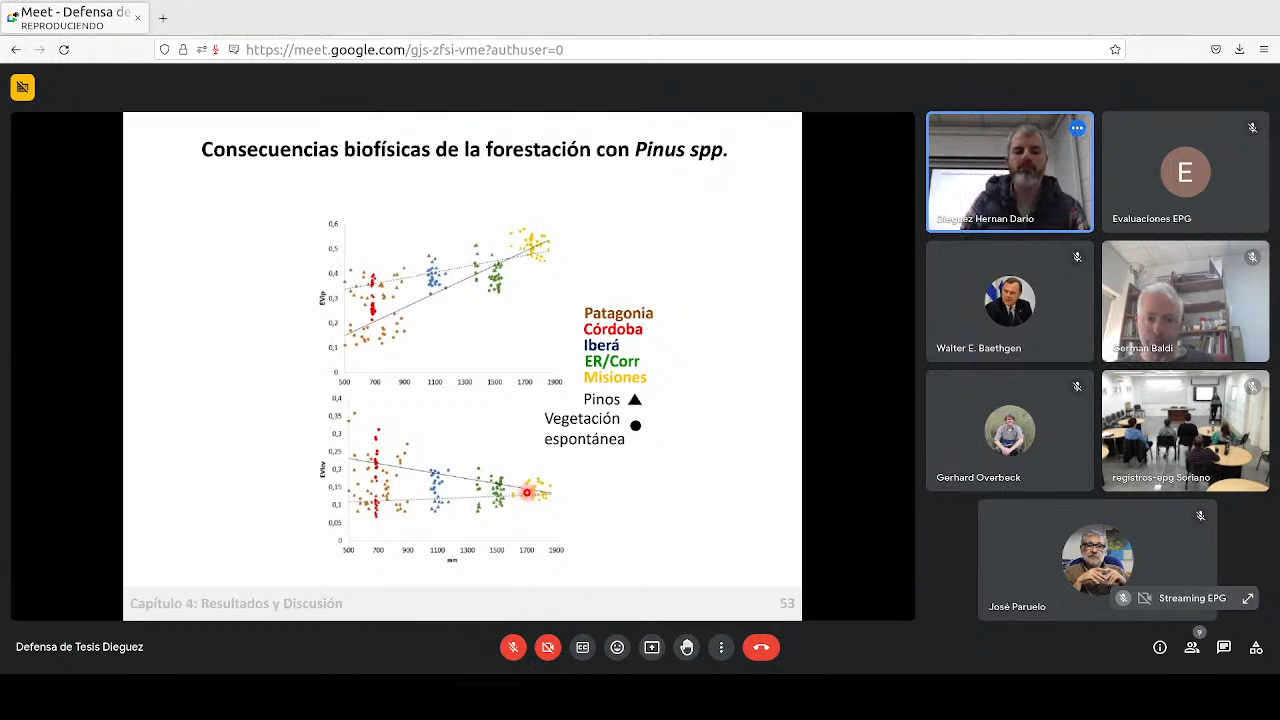 Meet - Defensa de
REPRODUCIENDO
https://meet.google.com/gjs-zfsi-vme?authuser=0
Consecuencias biofísicas de la forestación con Pinus spp.
0,6
0,5
0,4
0,3
0,2
0,1
0
EVIp
500 700 900 1100 1300 1500 1700 1900
0,4
0,35
0,3
0,25
0,2
0,15
0,1
0,05
0
EVIcv
500 700 900 1100 1300 1500 1700 1900
mm
Patagonia
Córdoba
Iberá
ER/Corr
Misiones
Pinos
Vegetación
espontánea
Capítulo 4: Resultados y Discusión
53
Dieguez Hernan Darío
E
Evaluaciones EPG
Walter E. Baethgen
German Baldi
Gerhard Overbeck
registros-epg Soriano
José Paruelo
Streaming EPG
Defensa de Tesis Dieguez
9